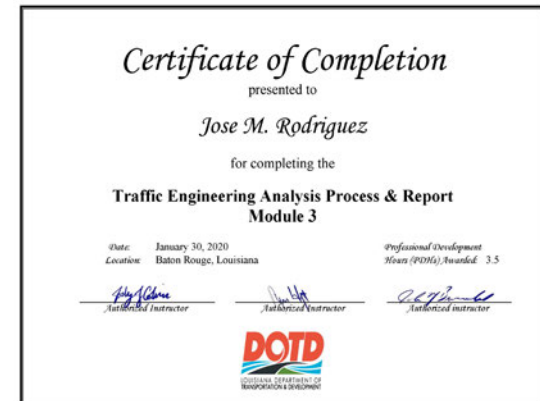 Certificate of Completion
presented to
Jose M. Rodriguez
for completing the
Traffic Engineering Analysis Process & Report
Module 3
Date: January 30, 2020
Location: Baton Rouge, Louisiana
Professional Development
Hours (PDHs) Awarded: 3.5
Authorized Instructor
Authorized Instructor
Authorized instructor
DOTD
LOUISIANA DEPARTMENT OF
TRANSPORTATION & DEVELOPMENT